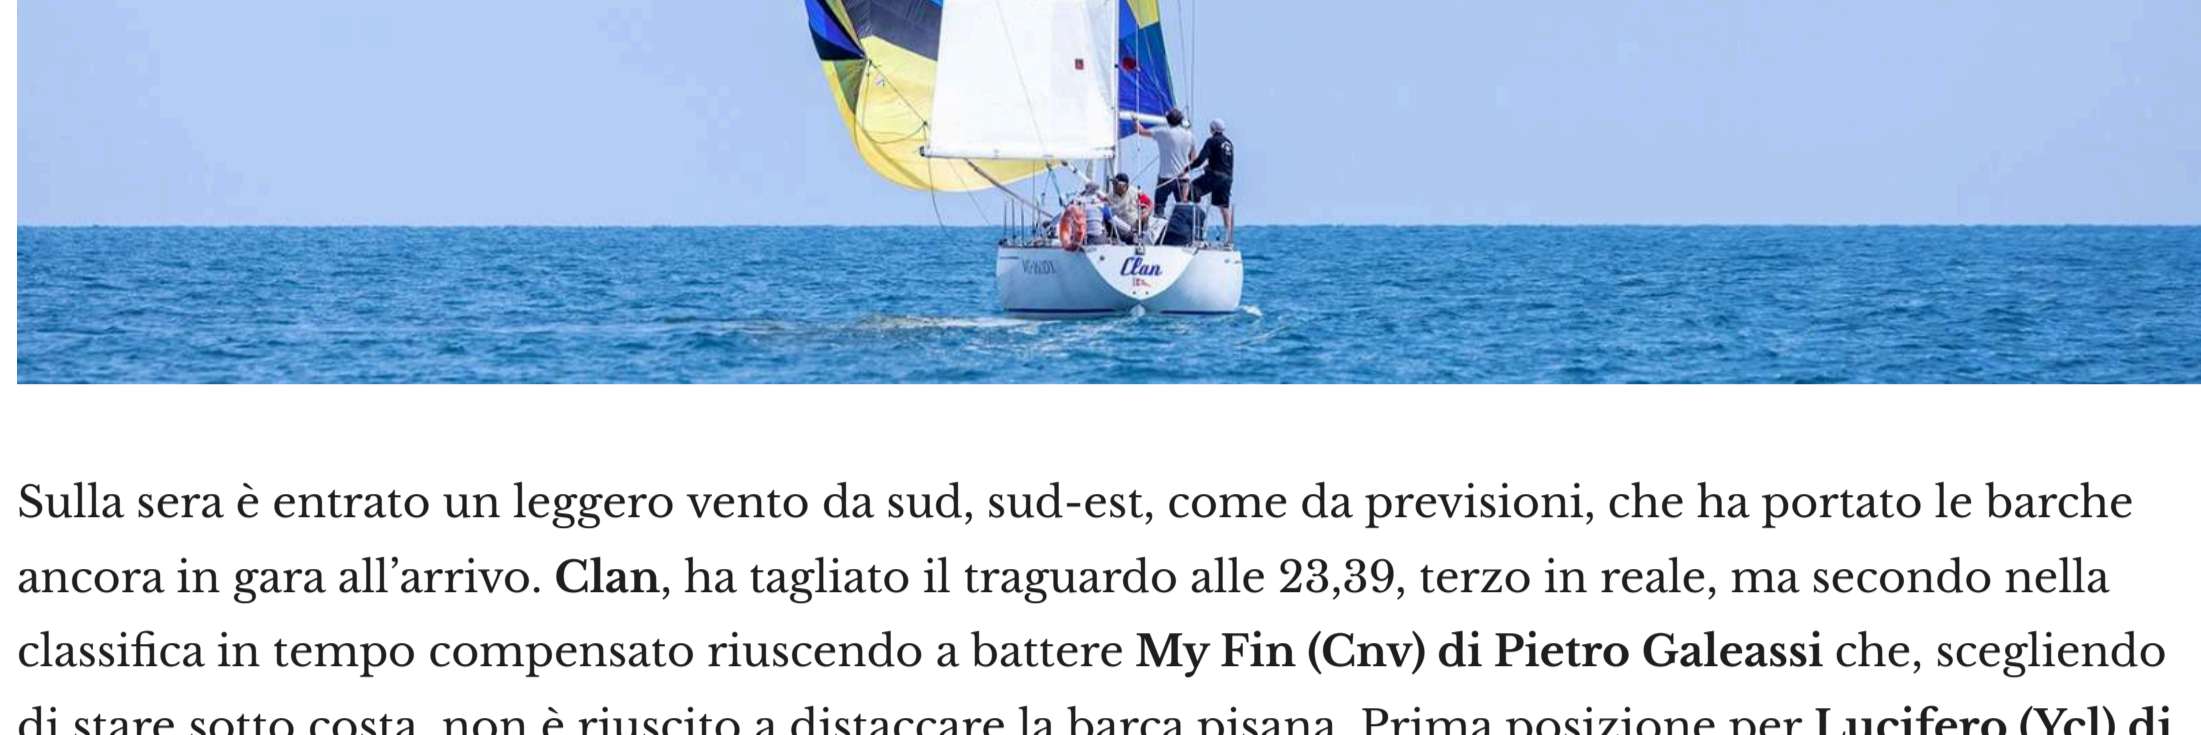 Clan
Sulla sera è entrato un leggero vento da sud, sud-est, come da previsioni, che ha portato le barche
ancora in gara all’arrivo. Clan, ha tagliato il traguardo alle 23,39, terzo in reale, ma secondo nella
classifica in tempo compensato riuscendo a battere My Fin (Cnv) di Pietro Galeassi che, scegliendo
di stare sotto costa, non è riuscito a distaccare la barca pisana. Prima posizione per Lucifero (Ycl) di